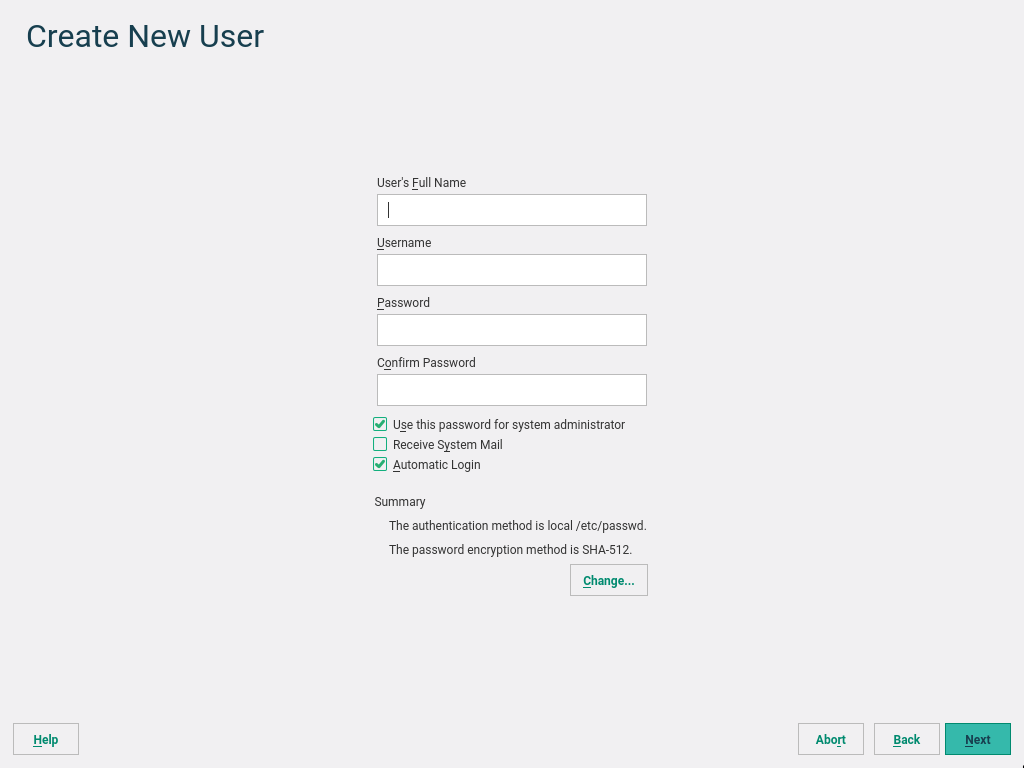 Create New User
User's Full Name
Username
Password
Confirm Password
Use this password for system administrator
Receive System Mail
Automatic Login
Summary
The authentication method is local /etc/passwd.
The password encryption method is SHA-512.
Change...
Help Abort Back Next